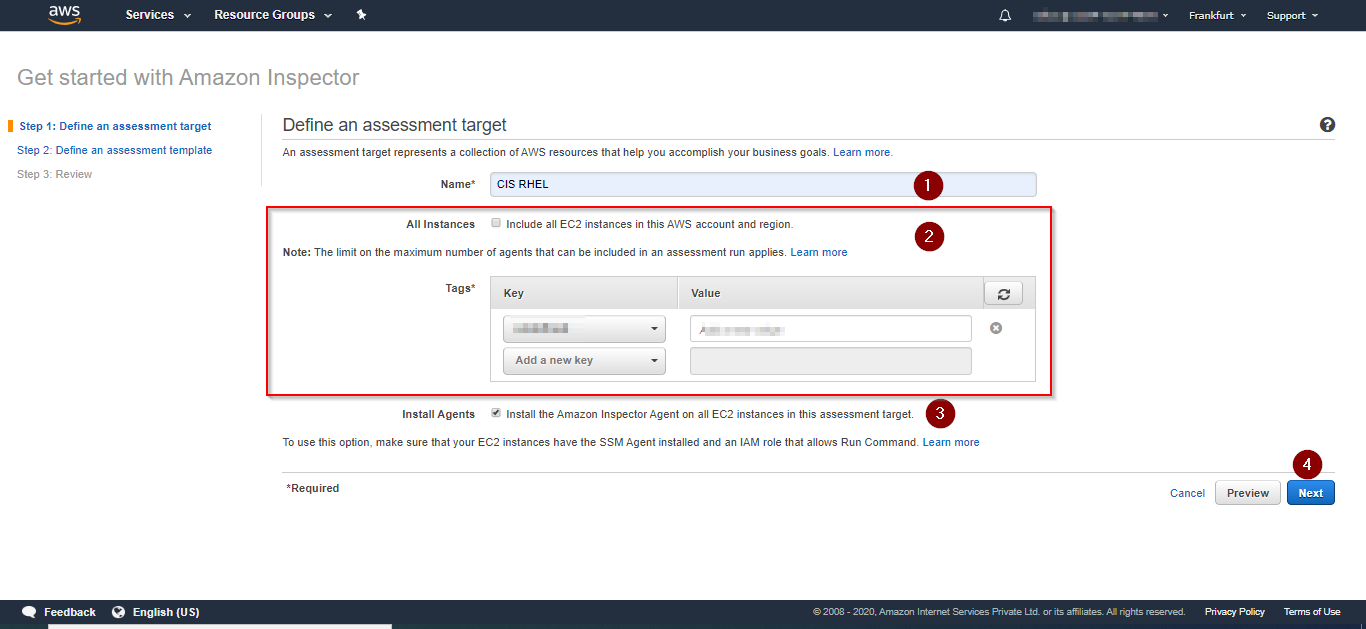 aws Services Resource Groups Frankfurt Support
Get started with Amazon Inspector
Step 1: Define an assessment target
Step 2: Define an assessment template
Step 3: Review
Define an assessment target
An assessment target represents a collection of AWS resources that help you accomplish your business goals. Learn more.
Name* CIS RHEL 1
All Instances Include all EC2 instances in this AWS account and region. 2
Note: The limit on the maximum number of agents that can be included in an assessment run applies. Learn more
Tags* Key Value
Add a new key
Install Agents Install the Amazon Inspector Agent on all EC2 instances in this assessment target. 3
To use this option, make sure that your EC2 instances have the SSM Agent installed and an IAM role that allows Run Command. Learn more
4
*Required Cancel Preview Next
Feedback English (US) © 2008 - 2020, Amazon Internet Services Private Ltd. or its affiliates. All rights reserved. Privacy Policy Terms of Use